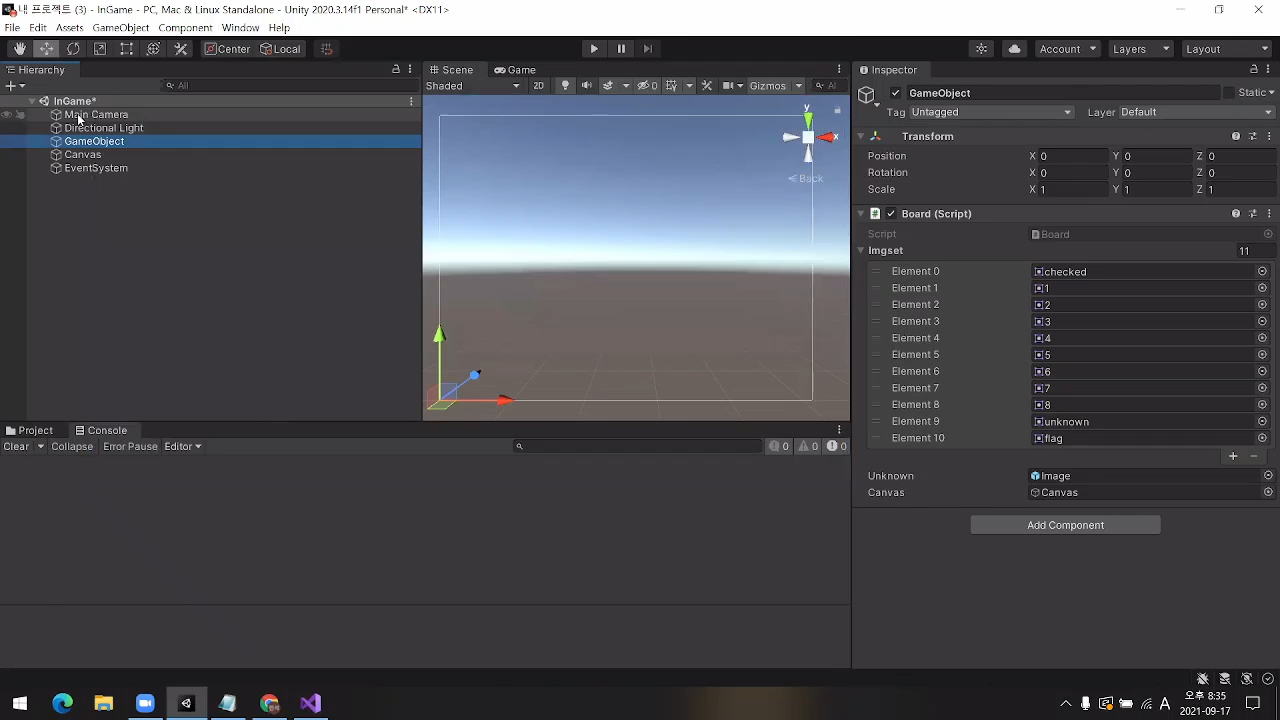 내 프로젝트 (3) - InGame - PC, Mac & Linux Standalone - Unity 2020.3.14f1 Personal* <DX11>
File Edit Assets GameObject Component Window Help
Center Local Account Layers Layout
Hierarchy Scene Game Inspector
All Shaded 2D 0 Gizmos Al GameObject Static
InGame* Tag Untagged Layer Default
Main Camera
Directional Light
GameObject
Canvas
EventSystem
y
x
Back
Transform
Position X 0 Y 0 Z 0
Rotation X 0 Y 0 Z 0
Scale X 1 Y 1 Z 1
Board (Script)
Script Board
Imgset 11
Element 0 checked
Element 1 1
Element 2 2
Element 3 3
Element 4 4
Element 5 5
Element 6 6
Element 7 7
Element 8 8
Element 9 unknown
Element 10 flag
Unknown Image
Canvas Canvas
Add Component
Project Console
Clear Collapse Error Pause Editor 0 0 0
A 오후 8:35
2021-09-17